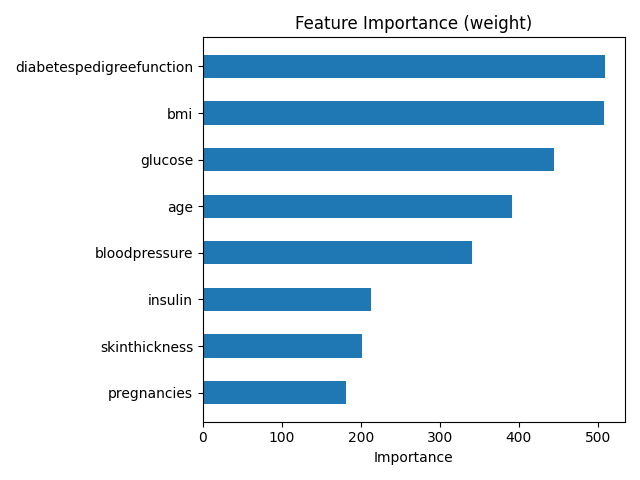 Feature Importance (weight)
diabetespedigreefunction
bmi
glucose
age
bloodpressure
insulin
skinthickness
pregnancies
0 100 200 300 400 500
Importance